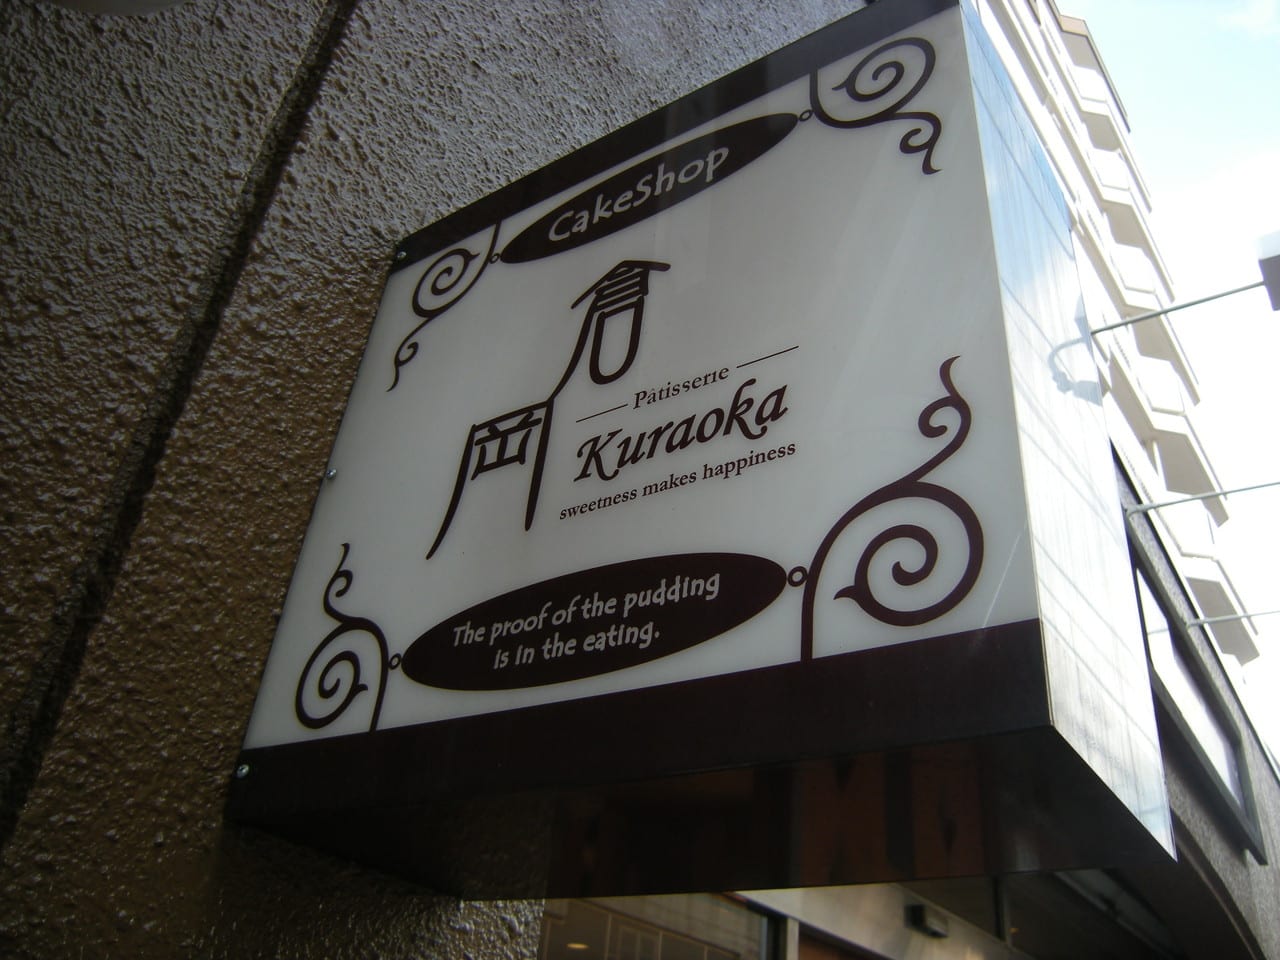 CakeShop
倉
岡
Pâtisserie
Kuraoka
sweetness makes happiness
The proof of the pudding
is in the eating.